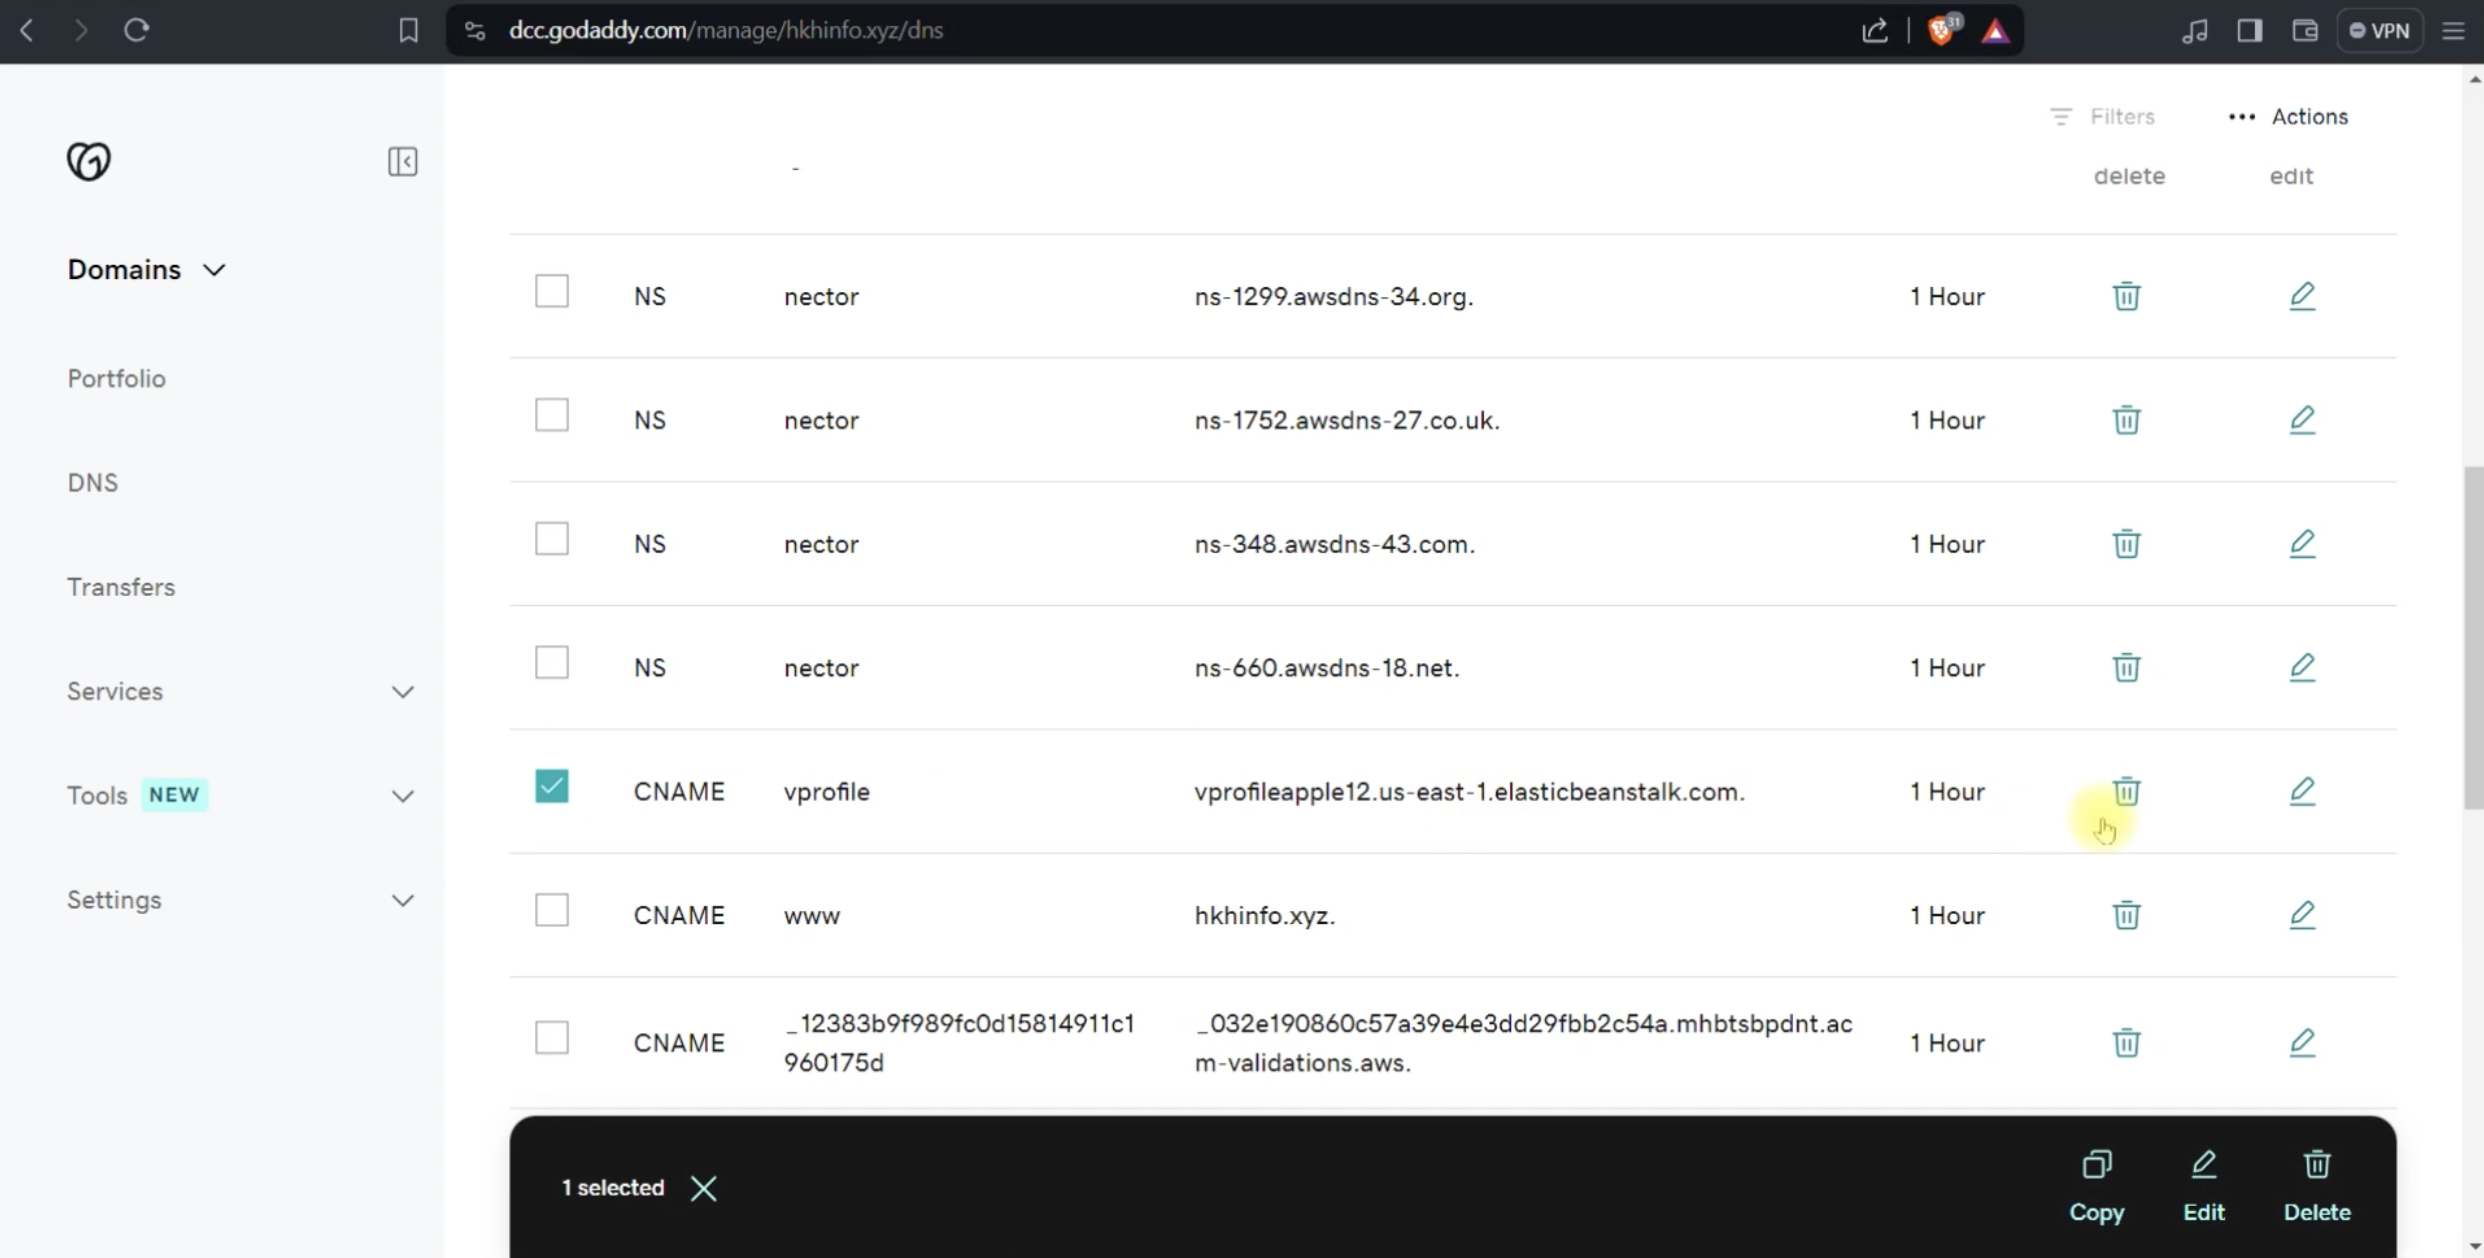 dcc.godaddy.com/manage/hkhinfo.xyz/dns
31
VPN
Filters
Actions
-
delete
edit
Domains
Portfolio
DNS
Transfers
Services
Tools NEW
Settings
NS nector ns-1299.awsdns-34.org. 1 Hour
NS nector ns-1752.awsdns-27.co.uk. 1 Hour
NS nector ns-348.awsdns-43.com. 1 Hour
NS nector ns-660.awsdns-18.net. 1 Hour
CNAME vprofile vprofileapple12.us-east-1.elasticbeanstalk.com. 1 Hour
CNAME www hkhinfo.xyz. 1 Hour
CNAME _12383b9f989fc0d15814911c1 _032e190860c57a39e4e3dd29fbb2c54a.mhbtsbpdnt.ac 1 Hour
960175d m-validations.aws.
1 selected
Copy Edit Delete